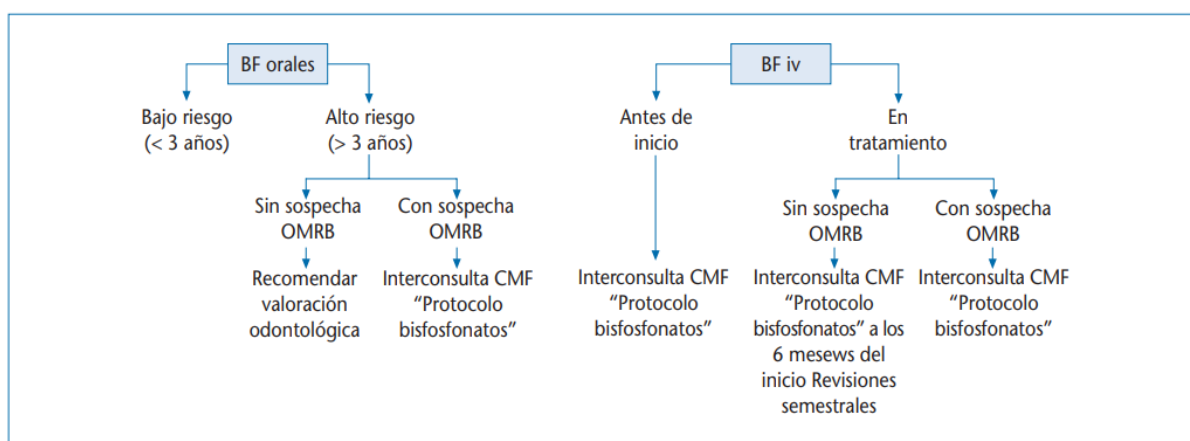 BF orales
Bajo riesgo
(< 3 años)
Alto riesgo
(> 3 años)
Sin sospecha
OMRB
Recomendar
valoración
odontológica
Con sospecha
OMRB
Interconsulta CMF
“Protocolo
bisfosfonatos”
BF iv
Antes de
inicio
Interconsulta CMF
“Protocolo
bisfosfonatos”
En
tratamiento
Sin sospecha
OMRB
Interconsulta CMF
“Protocolo
bisfosfonatos” a los
6 mesews del
inicio Revisiones
semestrales
Con sospecha
OMRB
Interconsulta CMF
“Protocolo
bisfosfonatos”